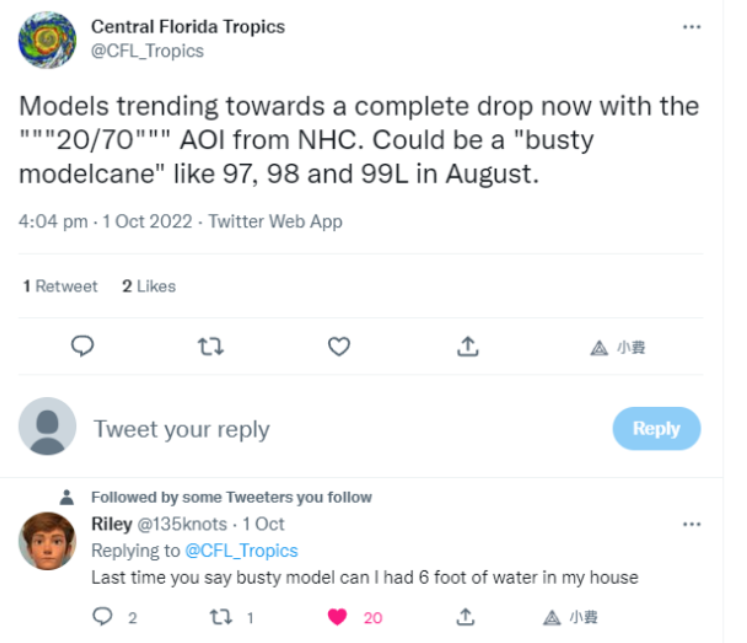 Central Florida Tropics
@CFL_Tropics
Models trending towards a complete drop now with the
"""20/70""" AOI from NHC. Could be a "busty
modelcane" like 97, 98 and 99L in August.
4:04 pm · 1 Oct 2022 · Twitter Web App
1 Retweet 2 Likes
小費
Tweet your reply
Reply
Followed by some Tweeters you follow
Riley @135knots · 1 Oct
Replying to @CFL_Tropics
Last time you say busty model can I had 6 foot of water in my house
2 1 20 小費